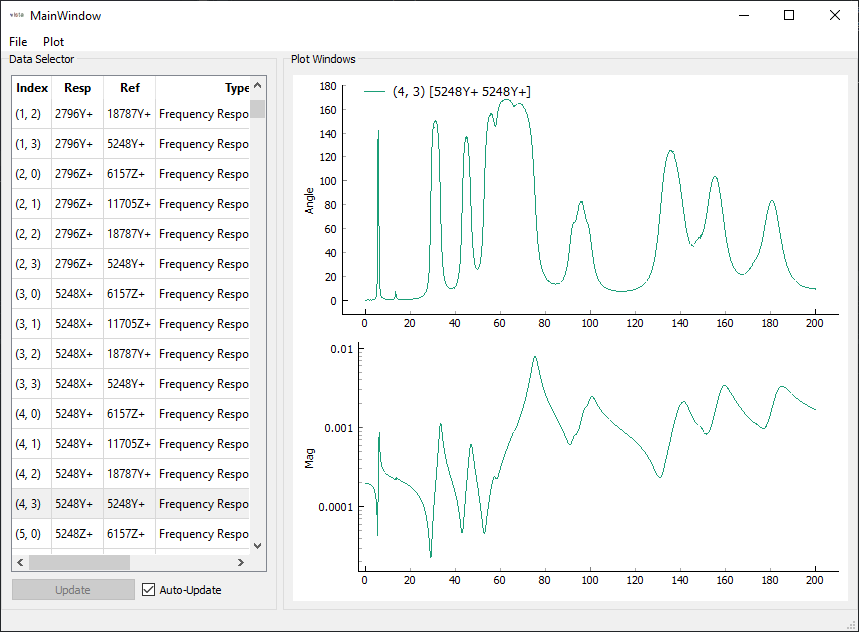 MainWindow
File Plot
Data Selector
Index Resp Ref Type
(1, 2) 2796Y+ 18787Y+ Frequency Respo
(1, 3) 2796Y+ 5248Y+ Frequency Respo
(2, 0) 2796Z+ 6157Z+ Frequency Respo
(2, 1) 2796Z+ 11705Z+ Frequency Respo
(2, 2) 2796Z+ 18787Y+ Frequency Respo
(2, 3) 2796Z+ 5248Y+ Frequency Respo
(3, 0) 5248X+ 6157Z+ Frequency Respo
(3, 1) 5248X+ 11705Z+ Frequency Respo
(3, 2) 5248X+ 18787Y+ Frequency Respo
(3, 3) 5248X+ 5248Y+ Frequency Respo
(4, 0) 5248Y+ 6157Z+ Frequency Respo
(4, 1) 5248Y+ 11705Z+ Frequency Respo
(4, 2) 5248Y+ 18787Y+ Frequency Respo
(4, 3) 5248Y+ 5248Y+ Frequency Respo
(5, 0) 5248Z+ 6157Z+ Frequency Respo
Update Auto-Update
Plot Windows
(4, 3) [5248Y+ 5248Y+]
Angle
180
160
140
120
100
80
60
40
20
0
0 20 40 60 80 100 120 140 160 180 200
Mag
0.01
0.001
0.0001
0 20 40 60 80 100 120 140 160 180 200